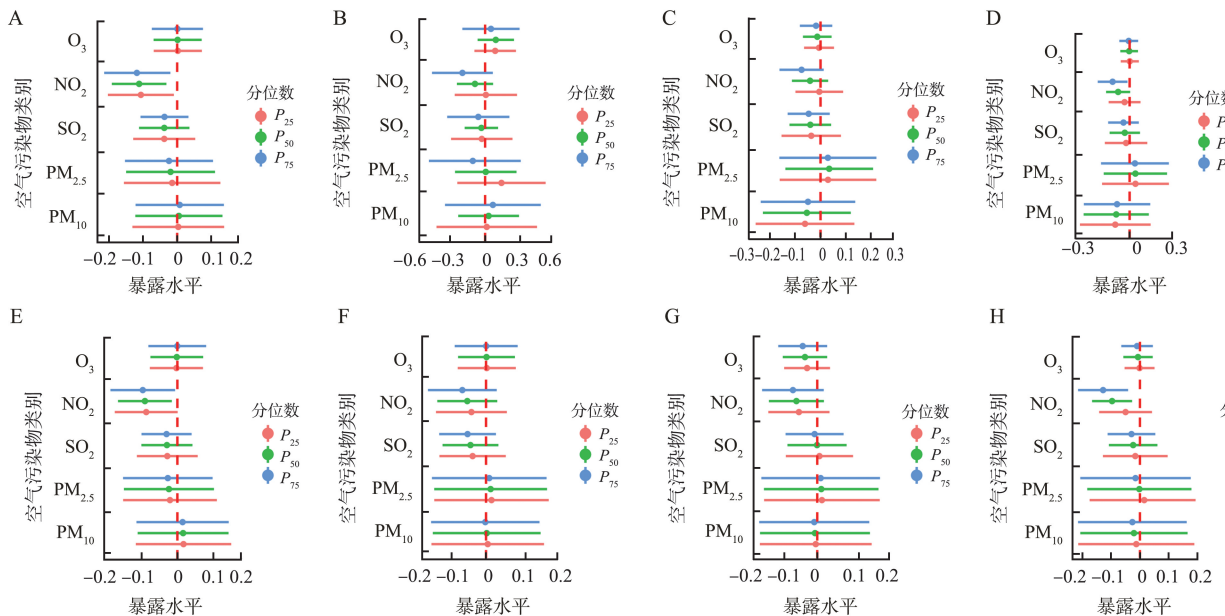 A
空气污染物类别
O3
NO2
SO2
PM2.5
PM10
分位数
P25
P50
P75
-0.2 -0.1 0 0.1 0.2
暴露水平
B
空气污染物类别
O3
NO2
SO2
PM2.5
PM10
分位数
P25
P50
P75
-0.6 -0.3 0 0.3 0.6
暴露水平
C
空气污染物类别
O3
NO2
SO2
PM2.5
PM10
分位数
P25
P50
P75
-0.3 -0.2 -0.1 0 0.1 0.2 0.3
暴露水平
D
空气污染物类别
O3
NO2
SO2
PM2.5
PM10
分位数
P
P
P
-0.3 0 0.3
暴露水平
E
空气污染物类别
O3
NO2
SO2
PM2.5
PM10
分位数
P25
P50
P75
-0.2 -0.1 0 0.1 0.2
暴露水平
F
空气污染物类别
O3
NO2
SO2
PM2.5
PM10
分位数
P25
P50
P75
-0.2 -0.1 0 0.1 0.2
暴露水平
G
空气污染物类别
O3
NO2
SO2
PM2.5
PM10
分位数
P25
P50
P75
-0.2 -0.1 0 0.1 0.2
暴露水平
H
空气污染物类别
O3
NO2
SO2
PM2.5
PM10
-0.2 -0.1 0 0.1 0.2
暴露水平